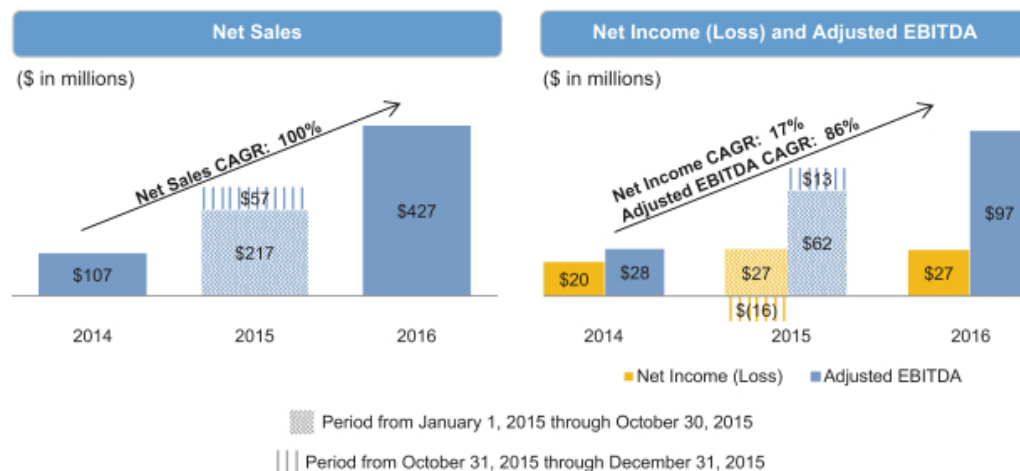 Net Sales
($ in millions)
Net Sales CAGR: 100%
$107
$57
$217
$427
2014
2015
2016
Net Income (Loss) and Adjusted EBITDA
($ in millions)
Net Income CAGR: 17%
Adjusted EBITDA CAGR: 86%
$20
$28
$27
$(16)
$13
$62
$27
$97
2014
2015
2016
Net Income (Loss)
Adjusted EBITDA
Period from January 1, 2015 through October 30, 2015
Period from October 31, 2015 through December 31, 2015